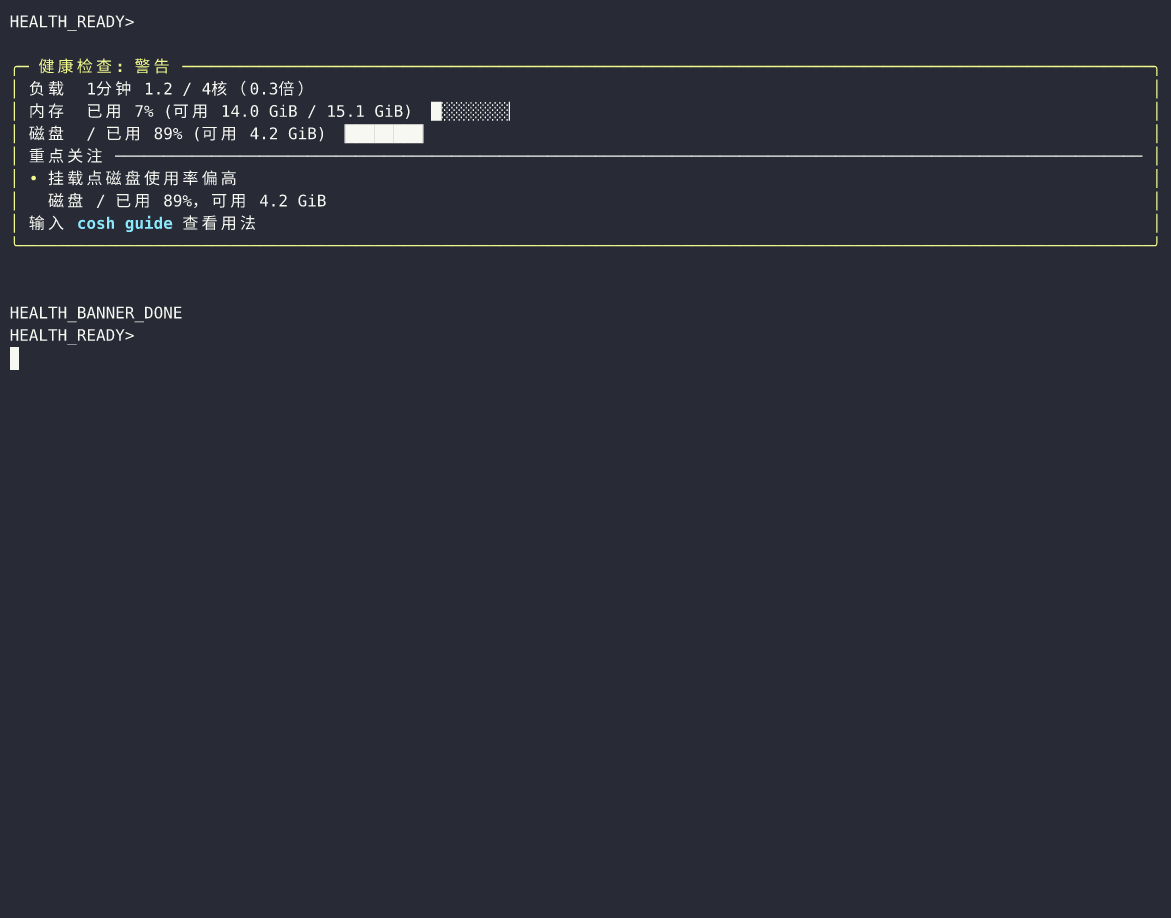 HEALTH_READY>
健康检查: 警告
负载 1分钟 1.2 / 4核（0.3倍）
内存 已用 7% (可用 14.0 GiB / 15.1 GiB)
磁盘 / 已用 89% (可用 4.2 GiB)
重点关注
• 挂载点磁盘使用率偏高
磁盘 / 已用 89%，可用 4.2 GiB
输入 cosh guide 查看用法
HEALTH_BANNER_DONE
HEALTH_READY>